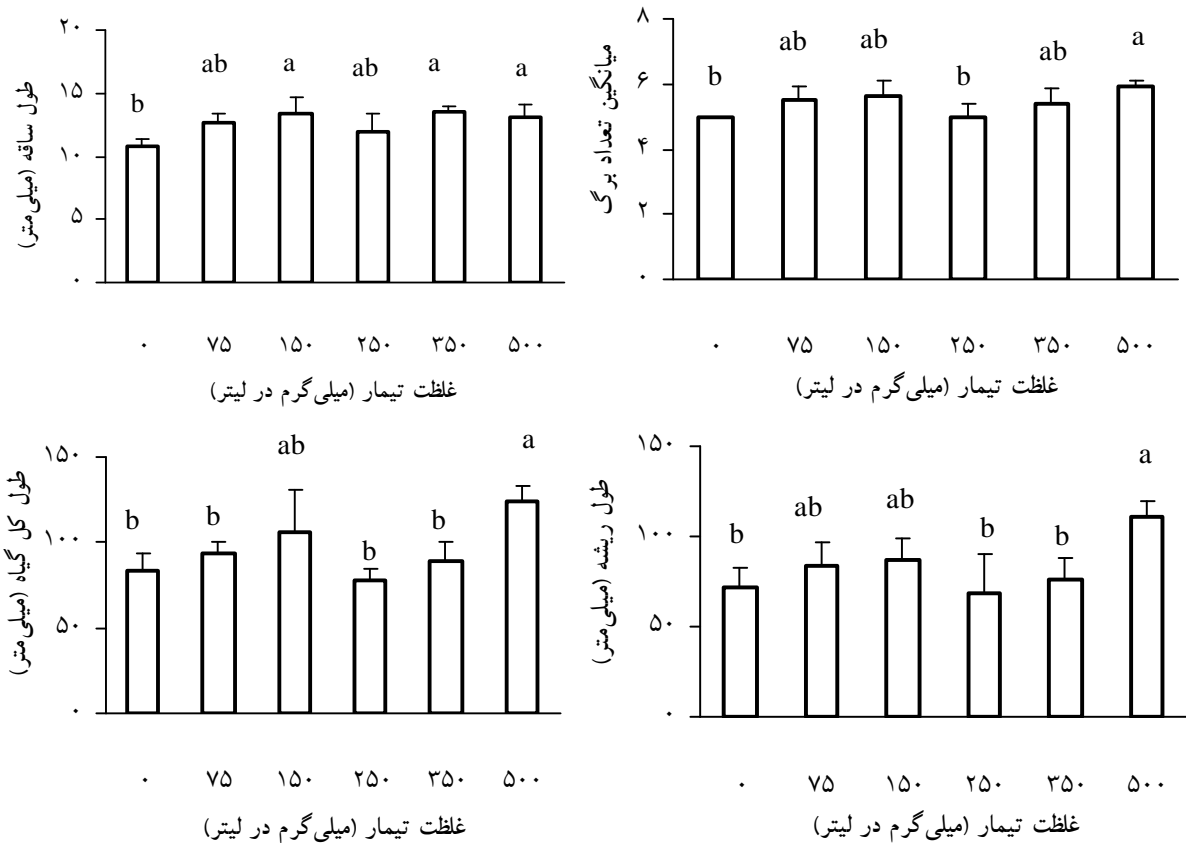 طول ساقه (میلی‌متر)
۲۰
۱۵
۱۰
۵
۰
b
ab
a
ab
a
a
۰ ۷۵ ۱۵۰ ۲۵۰ ۳۵۰ ۵۰۰
غلظت تیمار (میلی‌گرم در لیتر)
میانگین تعداد برگ
۸
۶
۴
۲
۰
b
ab
ab
b
ab
a
۰ ۷۵ ۱۵۰ ۲۵۰ ۳۵۰ ۵۰۰
غلظت تیمار (میلی‌گرم در لیتر)
طول کل گیاه (میلی‌متر)
۱۵۰
۱۰۰
۵۰
۰
b
b
ab
b
b
a
۰ ۷۵ ۱۵۰ ۲۵۰ ۳۵۰ ۵۰۰
غلظت تیمار (میلی‌گرم در لیتر)
طول ریشه (میلی‌متر)
۱۵۰
۱۰۰
۵۰
۰
b
ab
ab
b
b
a
۰ ۷۵ ۱۵۰ ۲۵۰ ۳۵۰ ۵۰۰
غلظت تیمار (میلی‌گرم در لیتر)